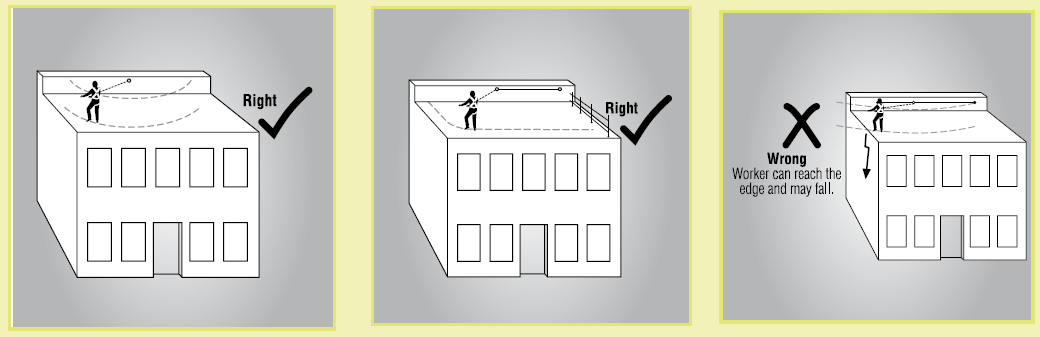 Right
Right
Wrong
Worker can reach the
edge and may fall.